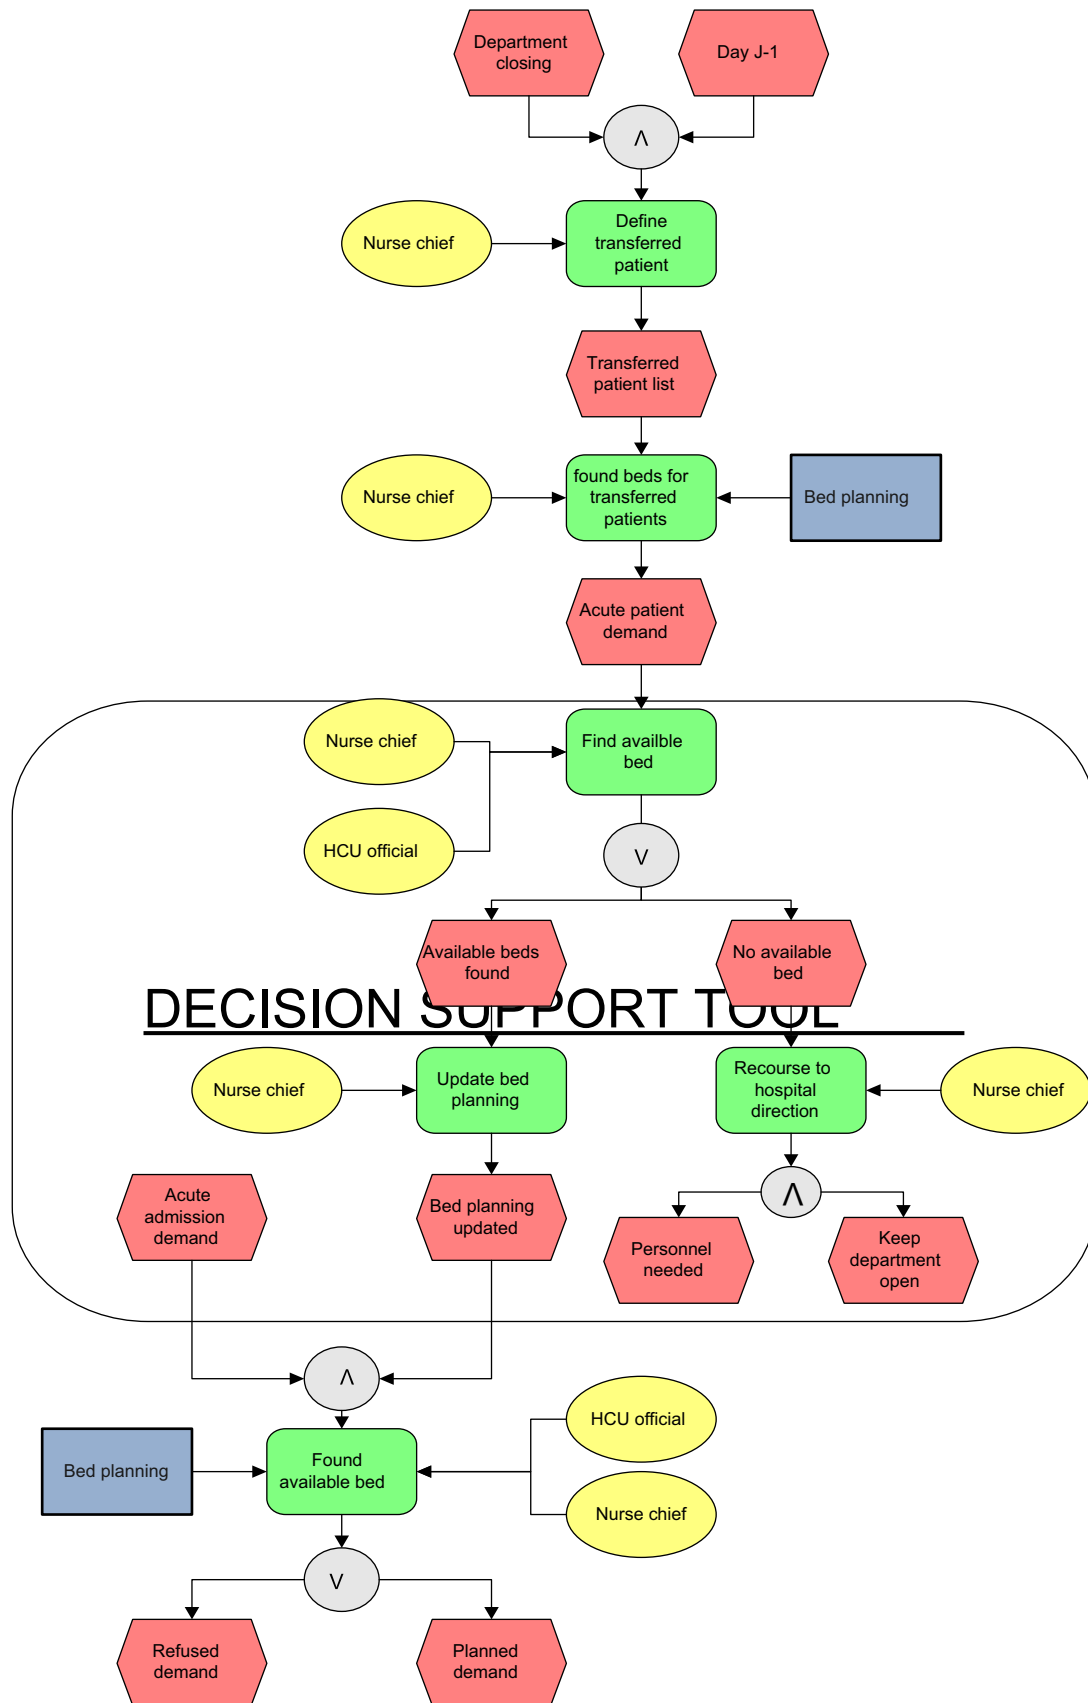 Department
closing
Day J-1
Λ
Nurse chief
Define
transferred
patient
Transferred
patient list
Nurse chief
found beds for
transferred
patients
Bed planning
Acute patient
demand
Nurse chief
Find availble
bed
HCU official
V
Available beds
found
No available
bed
DECISION SUPPORT TOOL
Nurse chief
Update bed
planning
Recourse to
hospital
direction
Nurse chief
Acute
admission
demand
Bed planning
updated
Λ
Personnel
needed
Keep
department
open
Λ
HCU official
Bed planning
Found
available bed
Nurse chief
V
Refused
demand
Planned
demand